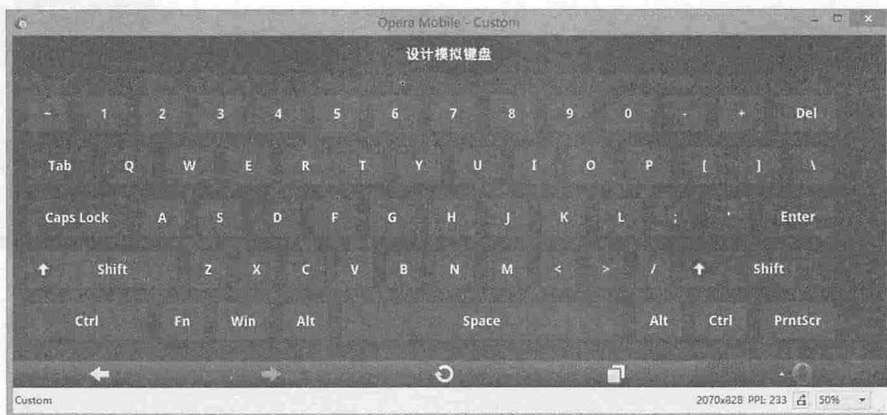 Opera Mobile - Custom
设计模拟键盘
~ 1 2 3 4 5 6 7 8 9 0 - + Del
Tab Q W E R T Y U I O P [ ] \
Caps Lock A S D F G H J K L ; ' Enter
Shift Z X C V B N M < > / Shift
Ctrl Fn Win Alt Space Alt Ctrl PrntScr
Custom 2070x828 PPI: 233 50%